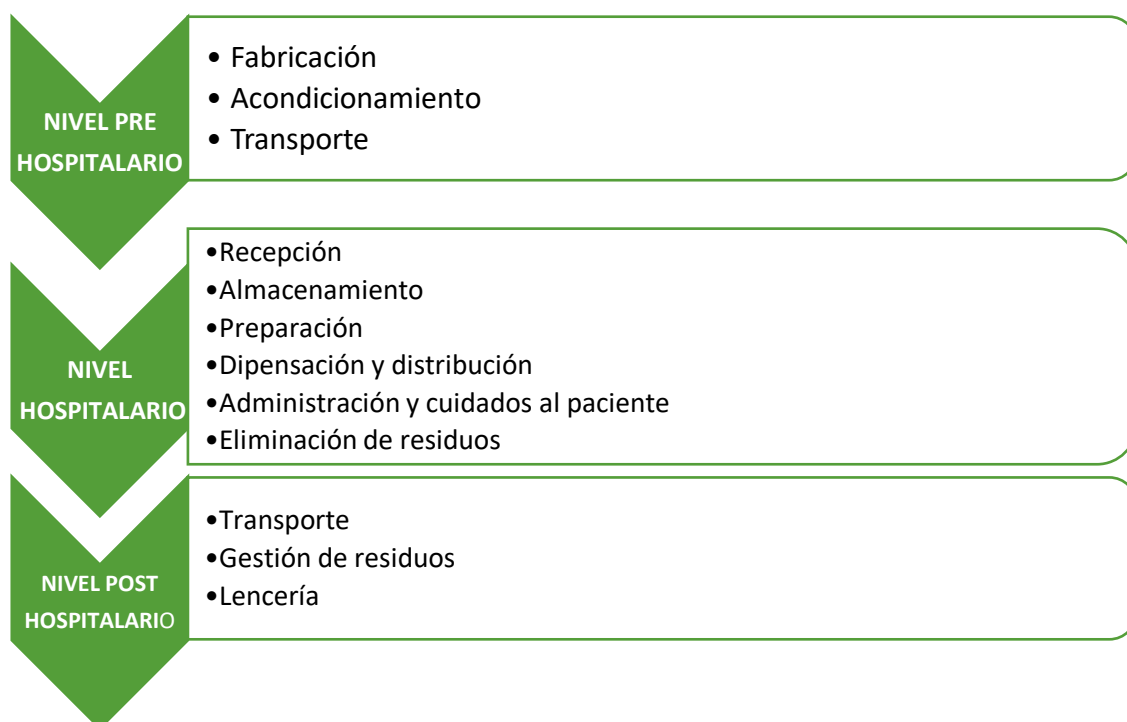 NIVEL PRE
HOSPITALARIO
• Fabricación
• Acondicionamiento
• Transporte
NIVEL
HOSPITALARIO
•Recepción
•Almacenamiento
•Preparación
•Dipensación y distribución
•Administración y cuidados al paciente
•Eliminación de residuos
NIVEL POST
HOSPITALARIO
•Transporte
•Gestión de residuos
•Lencería